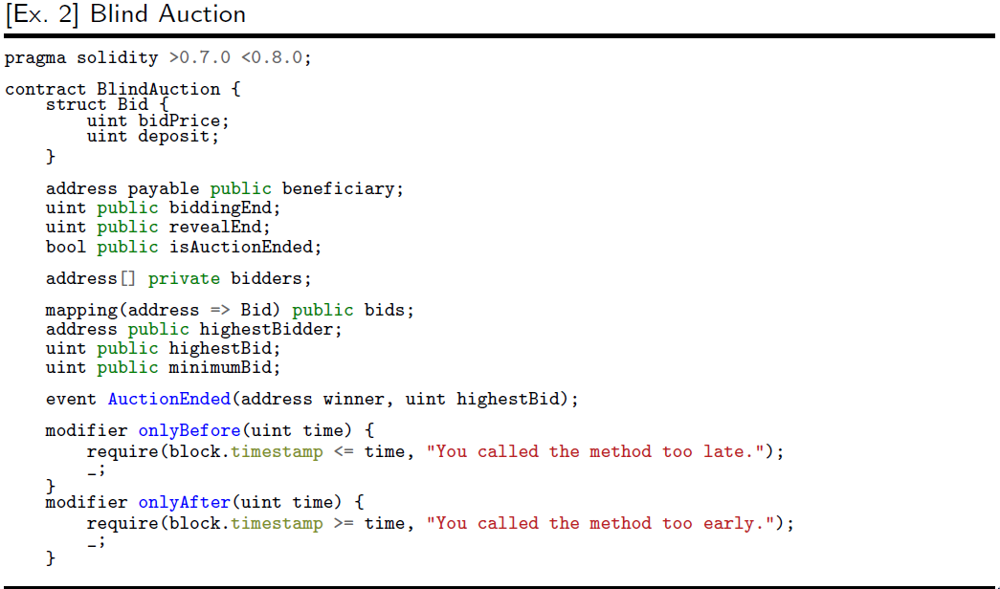 [Ex. 2] Blind Auction
pragma solidity >0.7.0 <0.8.0;
contract BlindAuction {
    struct Bid {
        uint bidPrice;
        uint deposit;
    }
    address payable public beneficiary;
    uint public biddingEnd;
    uint public revealEnd;
    bool public isAuctionEnded;
    address[] private bidders;
    mapping(address => Bid) public bids;
    address public highestBidder;
    uint public highestBid;
    uint public minimumBid;
    event AuctionEnded(address winner, uint highestBid);
    modifier onlyBefore(uint time) {
        require(block.timestamp <= time, "You called the method too late.");
        _;
    }
    modifier onlyAfter(uint time) {
        require(block.timestamp >= time, "You called the method too early.");
        _;
    }